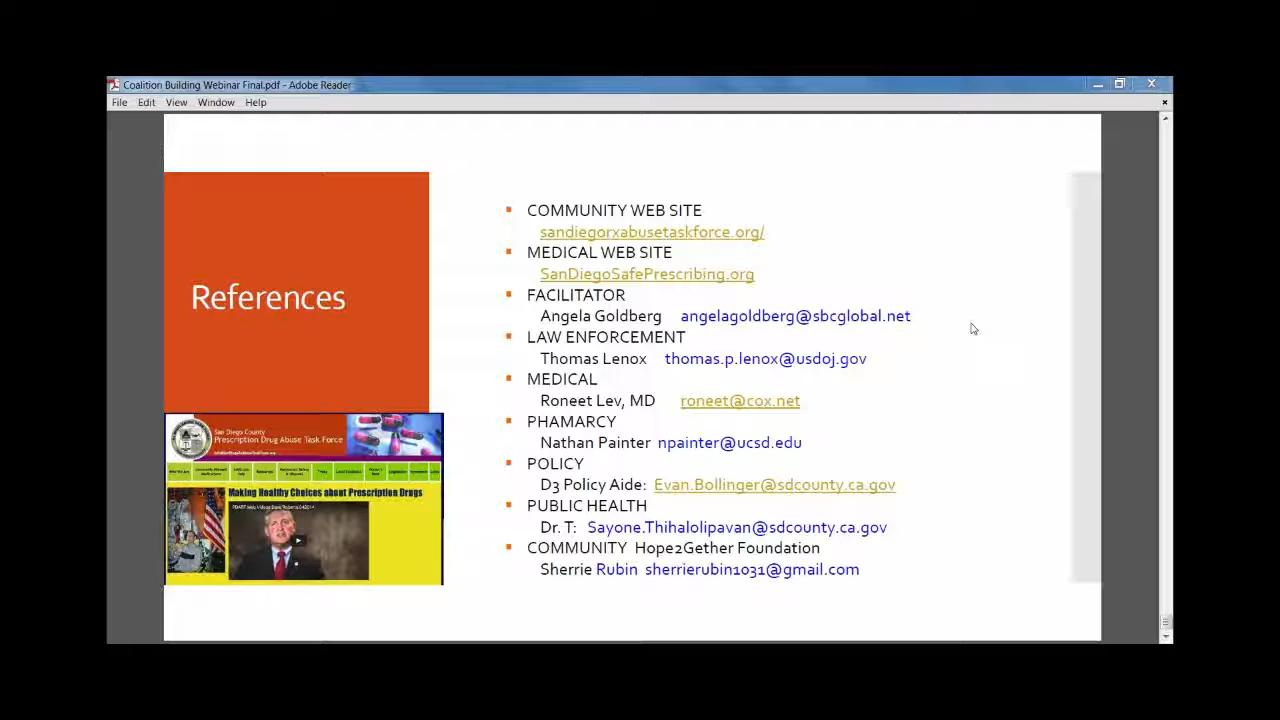 Coalition Building Webinar Final.pdf - Adobe Reader
File Edit View Window Help
References
COMMUNITY WEB SITE
sandiegorxabusetaskforce.org/
MEDICAL WEB SITE
SanDiegoSafePrescribing.org
FACILITATOR
Angela Goldberg angelagoldberg@sbcglobal.net
LAW ENFORCEMENT
Thomas Lenox thomas.p.lenox@usdoj.gov
MEDICAL
Roneet Lev, MD roneet@cox.net
PHAMARCY
Nathan Painter npainter@ucsd.edu
POLICY
D3 Policy Aide: Evan.Bollinger@sdcounty.ca.gov
PUBLIC HEALTH
Dr. T: Sayone.Thihalolipavan@sdcounty.ca.gov
COMMUNITY Hope2Gether Foundation
Sherrie Rubin sherrierubin1031@gmail.com
San Diego County
Prescription Drug Abuse Task Force
Making Healthy Choices about Prescription Drugs